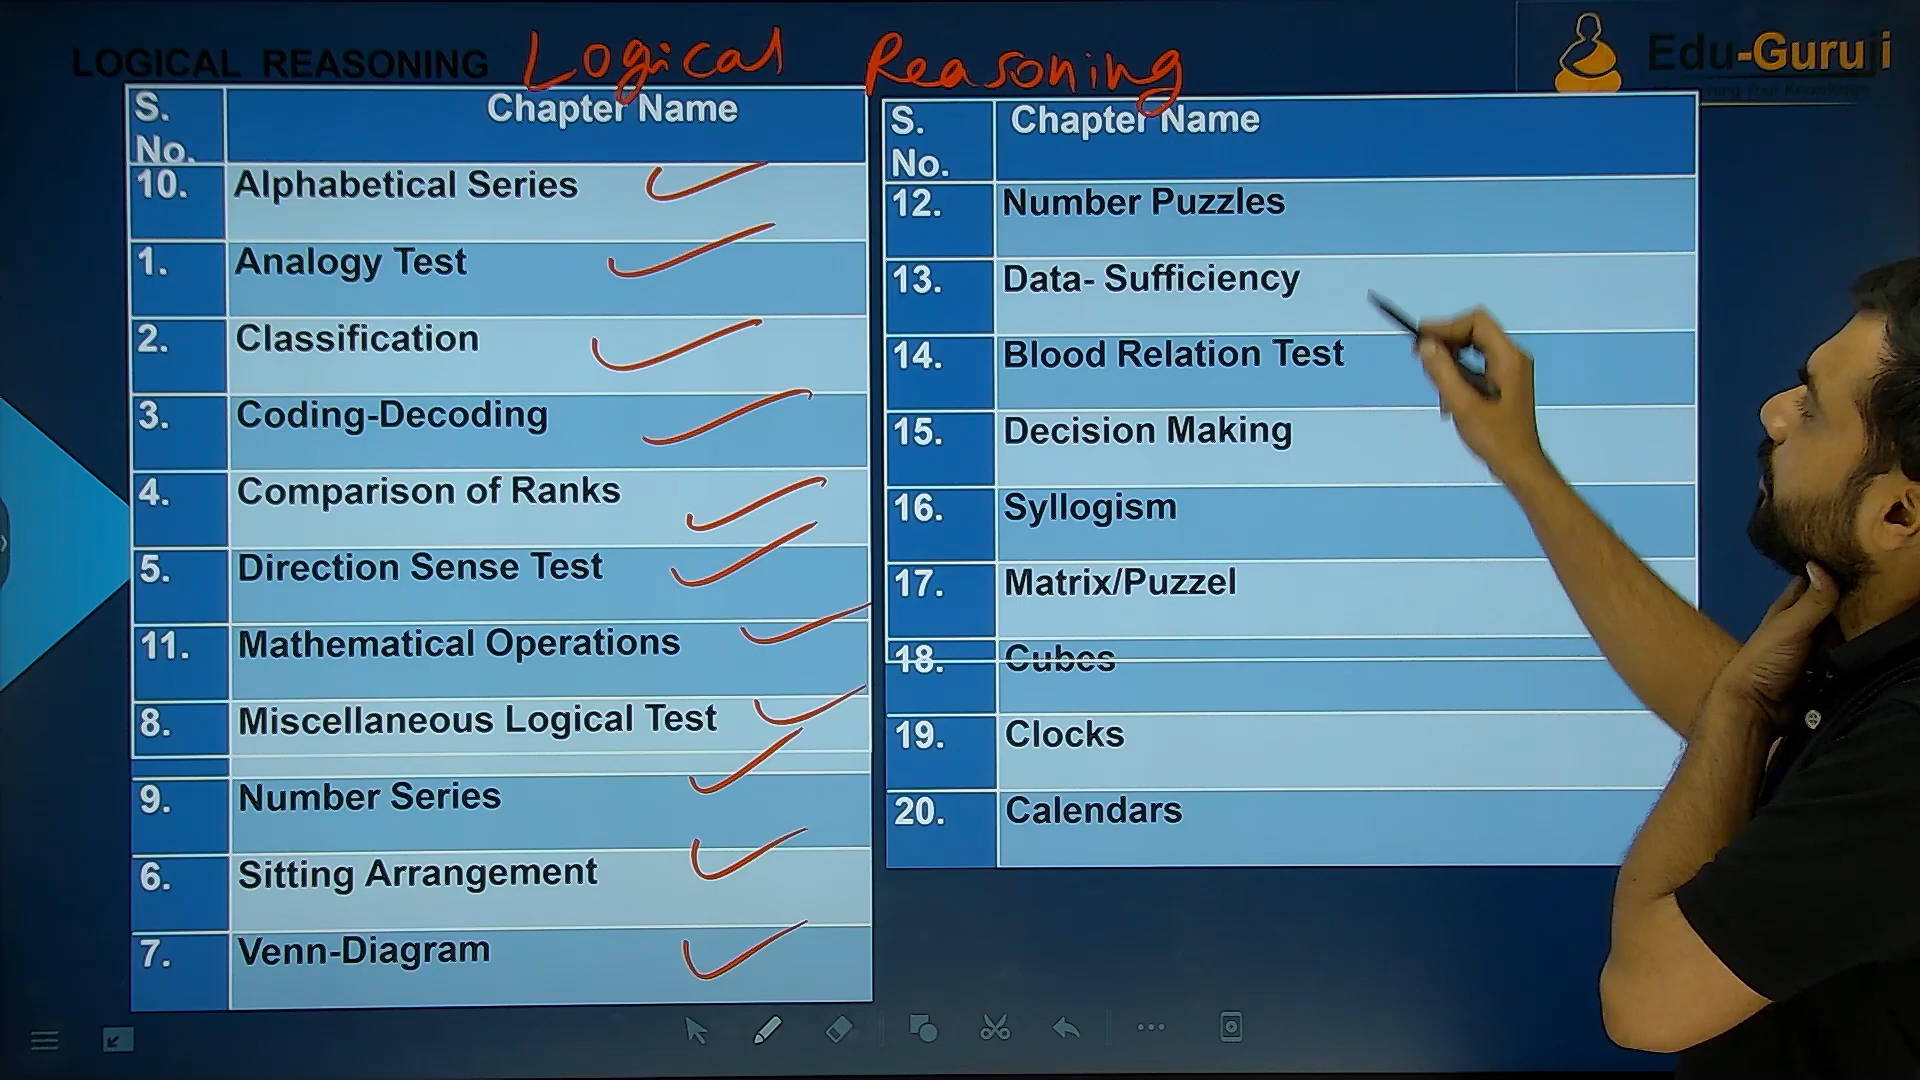 LOGICAL REASONING Logical Reasoning
Edu-Guruji
S. No. Chapter Name
10. Alphabetical Series
1. Analogy Test
2. Classification
3. Coding-Decoding
4. Comparison of Ranks
5. Direction Sense Test
11. Mathematical Operations
8. Miscellaneous Logical Test
9. Number Series
6. Sitting Arrangement
7. Venn-Diagram
S. No. Chapter Name
12. Number Puzzles
13. Data- Sufficiency
14. Blood Relation Test
15. Decision Making
16. Syllogism
17. Matrix/Puzzel
18. Cubes
19. Clocks
20. Calendars